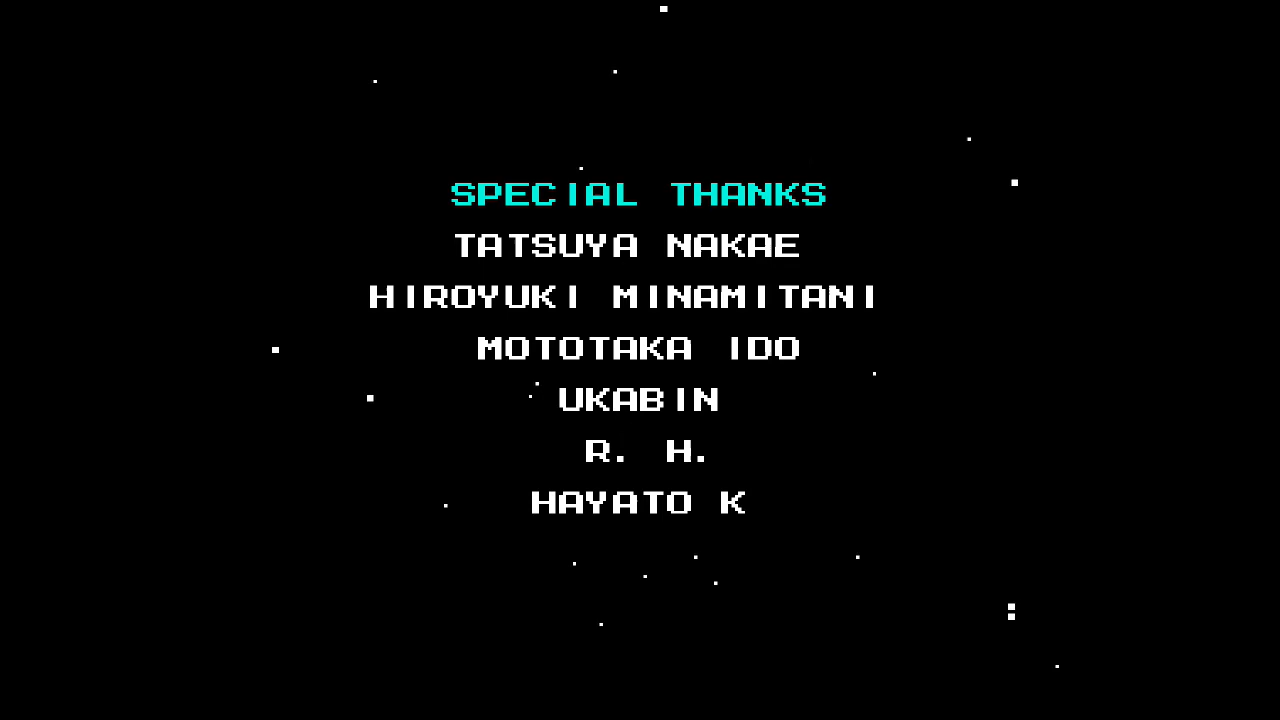 SPECIAL THANKS
TATSUYA NAKAE
HIROYUKI MINAMITANI
MOTOTAKA IDO
UKABIN
R. H.
HAYATO K